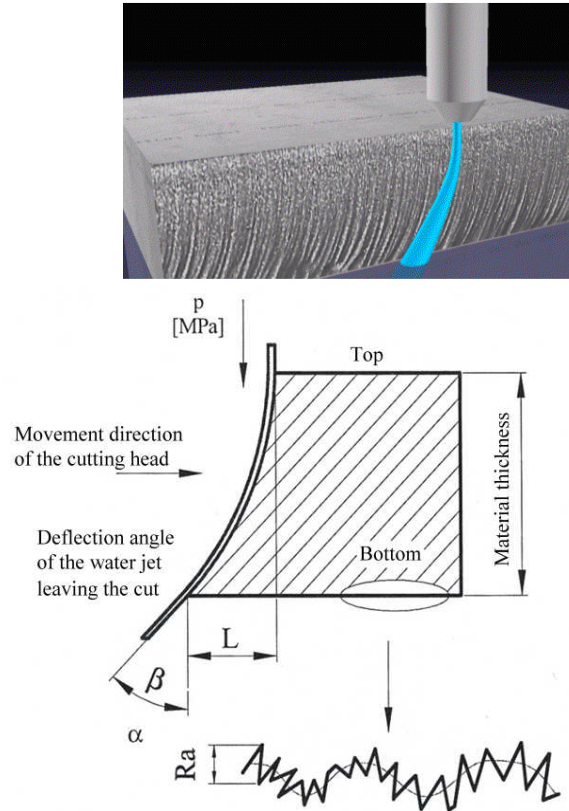 p
[MPa]
Top
Movement direction
of the cutting head
Material thickness
Deflection angle
of the water jet
leaving the cut
Bottom
L
β
α
Ra